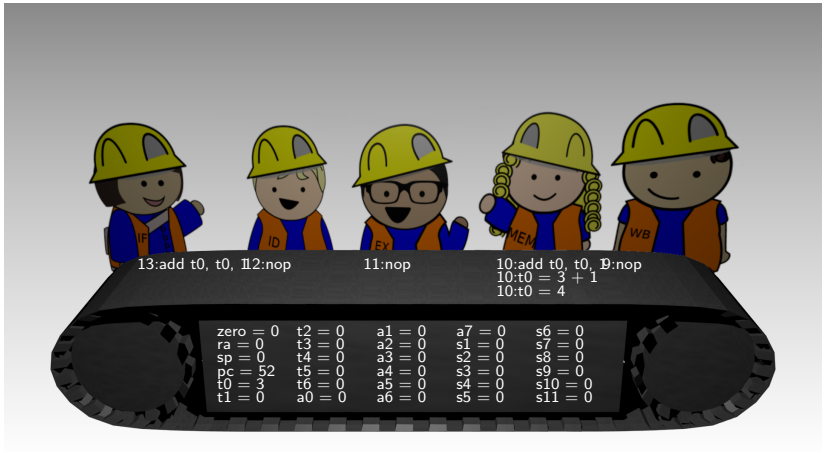 IF
ID
EX
MEM
WB
13:add t0, t0, 1
12:nop
11:nop
10:add t0, t0, 1
9:nop
10:t0 = 3 + 1
10:t0 = 4
zero = 0 t2 = 0 a1 = 0 a7 = 0 s6 = 0
ra = 0 t3 = 0 a2 = 0 s1 = 0 s7 = 0
sp = 0 t4 = 0 a3 = 0 s2 = 0 s8 = 0
pc = 52 t5 = 0 a4 = 0 s3 = 0 s9 = 0
t0 = 3 t6 = 0 a5 = 0 s4 = 0 s10 = 0
t1 = 0 a0 = 0 a6 = 0 s5 = 0 s11 = 0